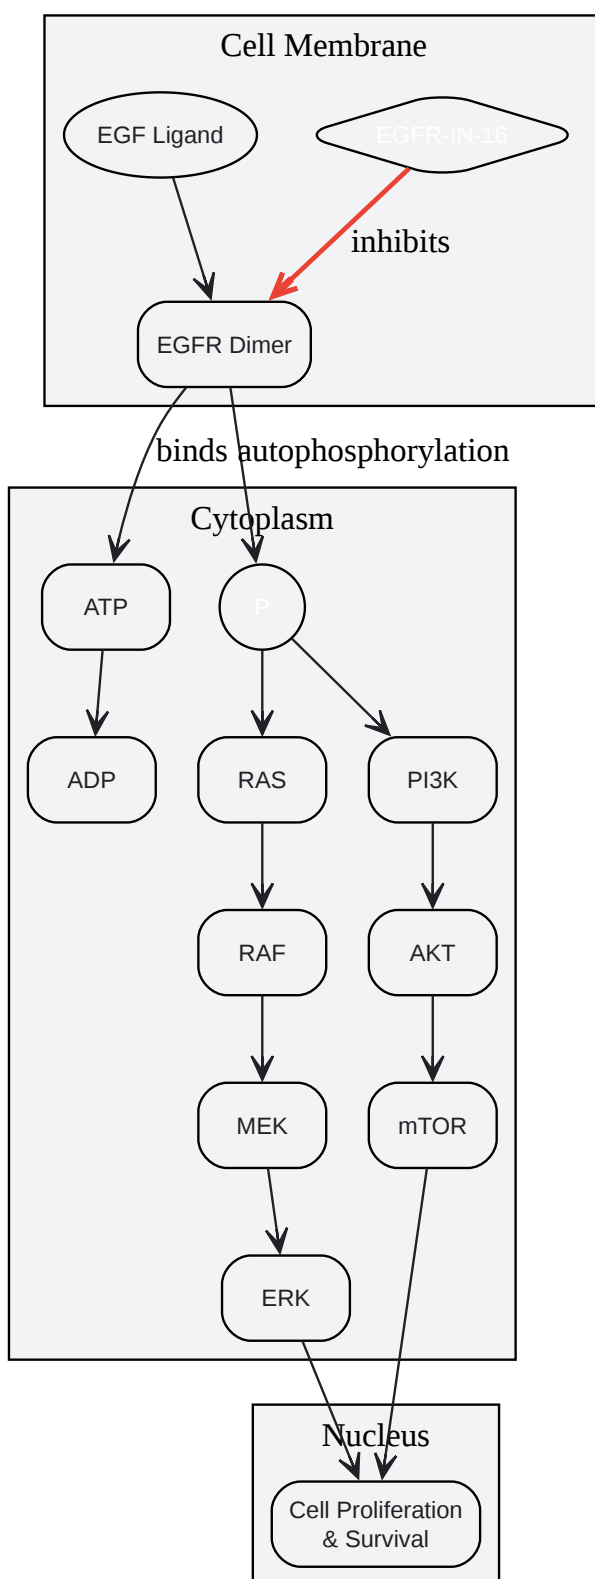 Cell Membrane
EGF Ligand
EGFR-IN-16
inhibits
EGFR Dimer
binds
autophosphorylation
Cytoplasm
ATP
P
ADP
RAS
PI3K
RAF
AKT
MEK
mTOR
ERK
Nucleus
Cell Proliferation
& Survival